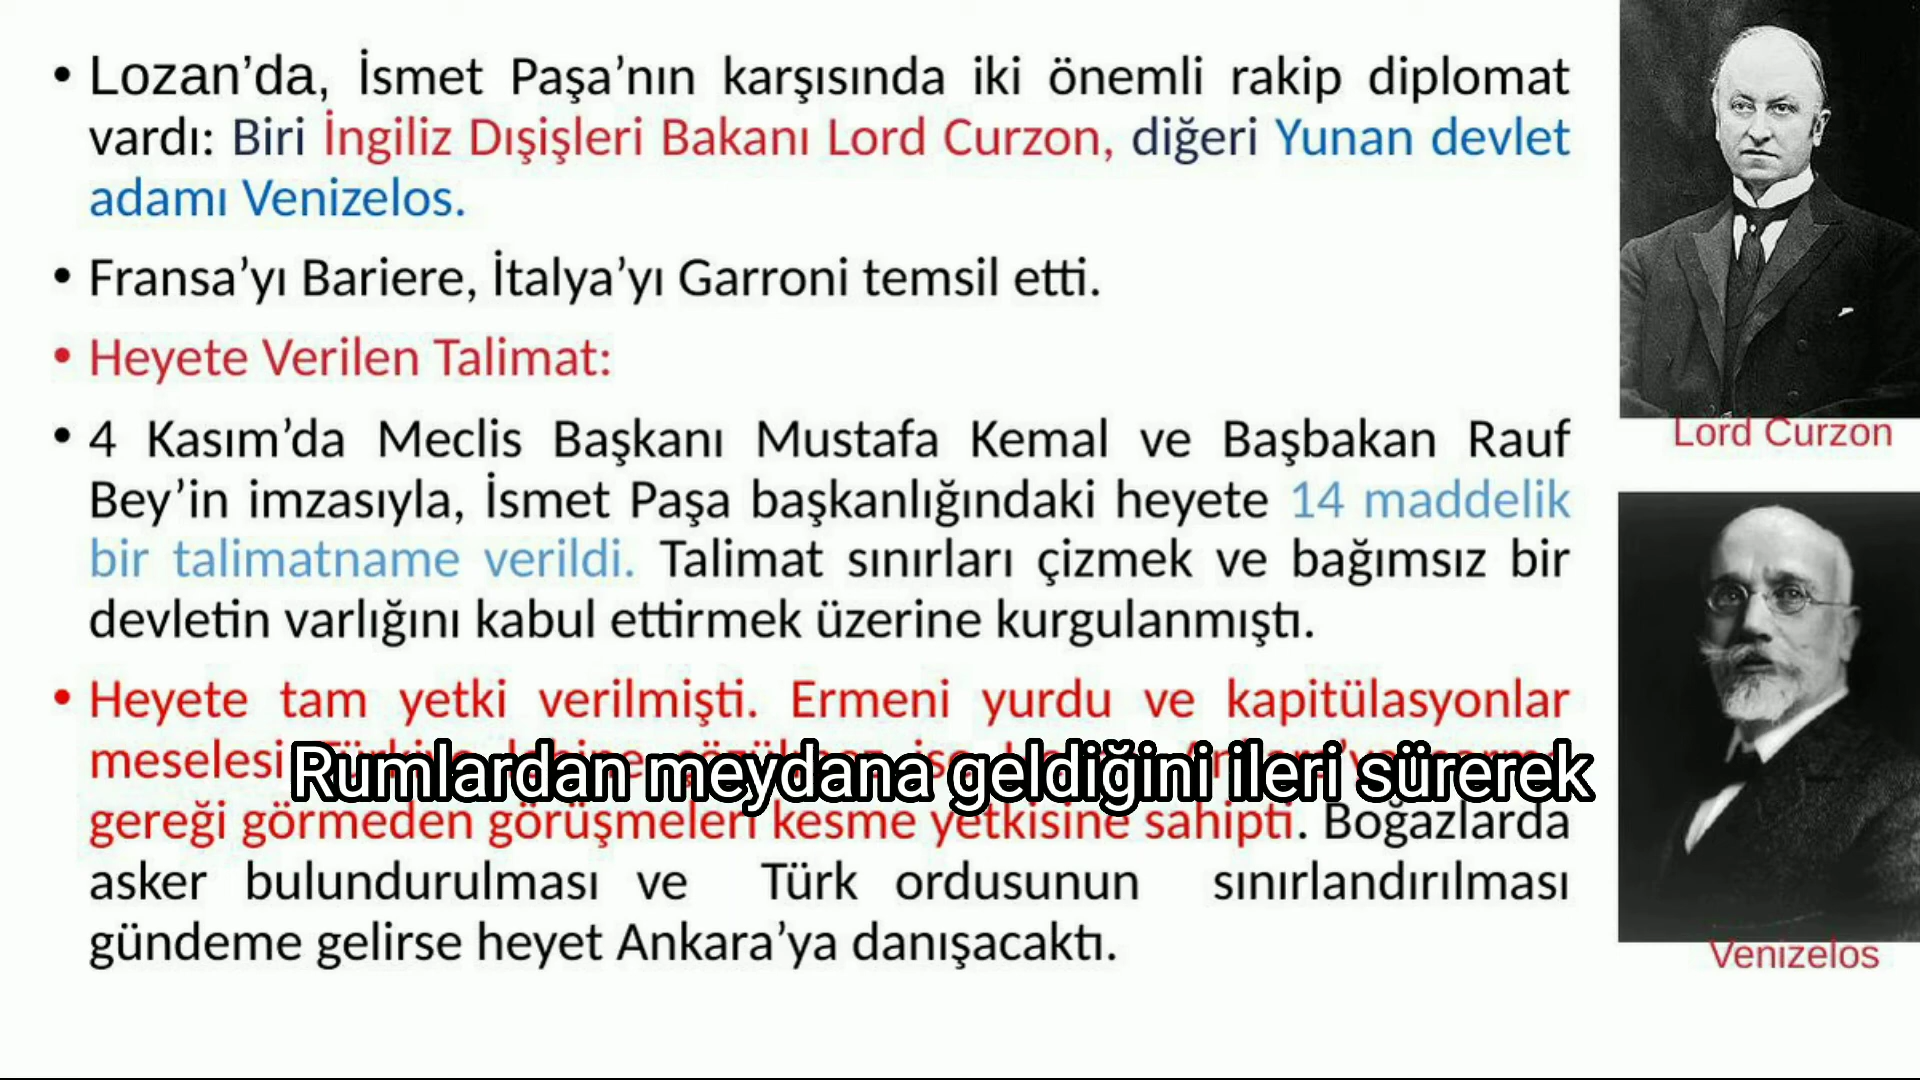 • Lozan’da, İsmet Paşa’nın karşısında iki önemli rakip diplomat
vardı: Biri İngiliz Dışişleri Bakanı Lord Curzon, diğeri Yunan devlet
adamı Venizelos.
• Fransa’yı Bariere, İtalya’yı Garroni temsil etti.
• Heyete Verilen Talimat:
• 4 Kasım’da Meclis Başkanı Mustafa Kemal ve Başbakan Rauf
Bey’in imzasıyla, İsmet Paşa başkanlığındaki heyete 14 maddelik
bir talimatname verildi. Talimat sınırları çizmek ve bağımsız bir
devletin varlığını kabul ettirmek üzerine kurgulanmıştı.
• Heyete tam yetki verilmişti. Ermeni yurdu ve kapitülasyonlar
meselesi
Rumlardan meydana geldiğini ileri sürerek
gereği görmeden görüşmeleri kesme yetkisine sahipti. Boğazlarda
asker bulundurulması ve Türk ordusunun sınırlandırılması
gündeme gelirse heyet Ankara’ya danışacaktı.
Lord Curzon
Venizelos